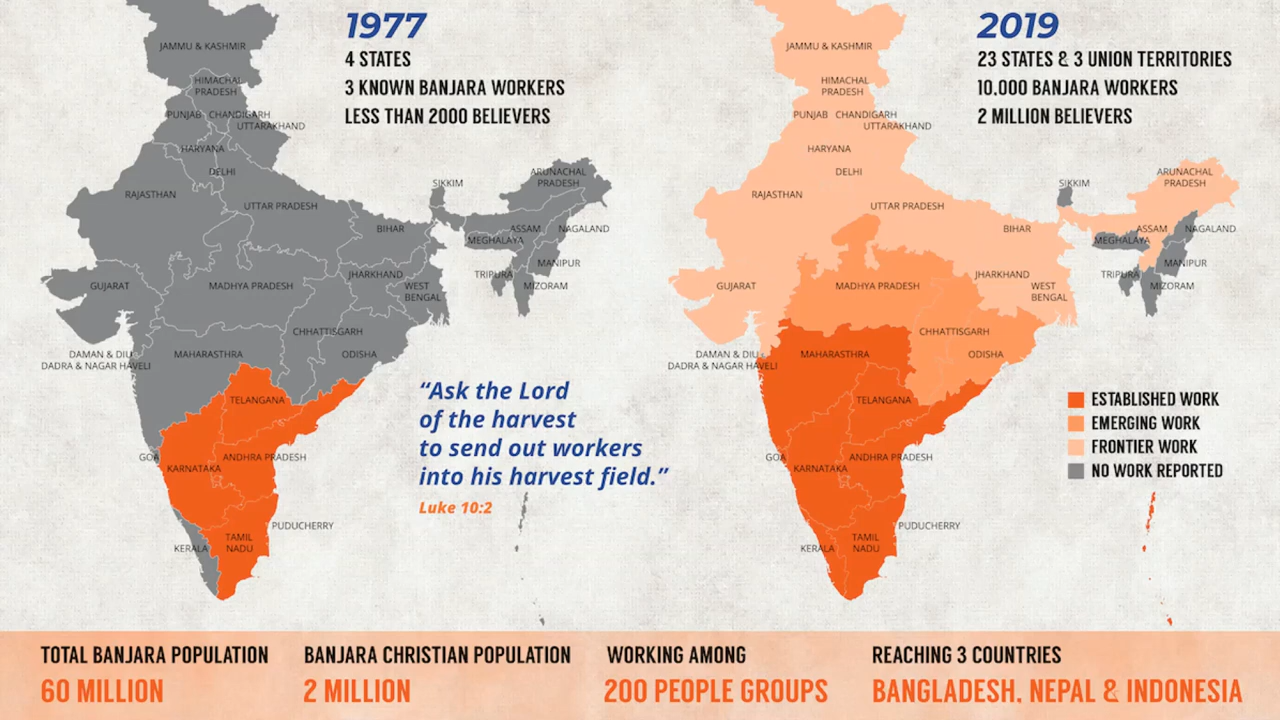 1977
4 STATES
3 KNOWN BANJARA WORKERS
LESS THAN 2000 BELIEVERS
JAMMU & KASHMIR
HIMACHAL
PRADESH
PUNJAB
CHANDIGARH
UTTARAKHAND
HARYANA
DELHI
RAJASTHAN
UTTAR PRADESH
SIKKIM
ARUNACHAL
PRADESH
BIHAR
ASSAM
NAGALAND
MEGHALAYA
MANIPUR
TRIPURA
MIZORAM
GUJARAT
MADHYA PRADESH
JHARKHAND
WEST
BENGAL
CHHATTISGARH
DAMAN & DIU
DADRA & NAGAR HAVELI
MAHARASTHRA
ODISHA
TELANGANA
GOA
KARNATAKA
ANDHRA PRADESH
PUDUCHERRY
KERALA
TAMIL
NADU
“Ask the Lord
of the harvest
to send out workers
into his harvest field.”
Luke 10:2
2019
23 STATES & 3 UNION TERRITORIES
10,000 BANJARA WORKERS
2 MILLION BELIEVERS
JAMMU & KASHMIR
HIMACHAL
PRADESH
PUNJAB
CHANDIGARH
UTTARAKHAND
HARYANA
DELHI
RAJASTHAN
UTTAR PRADESH
SIKKIM
ARUNACHAL
PRADESH
BIHAR
ASSAM
NAGALAND
MEGHALAYA
MANIPUR
TRIPURA
MIZORAM
GUJARAT
MADHYA PRADESH
JHARKHAND
WEST
BENGAL
CHHATTISGARH
DAMAN & DIU
DADRA & NAGAR HAVELI
MAHARASTHRA
ODISHA
TELANGANA
GOA
KARNATAKA
ANDHRA PRADESH
PUDUCHERRY
KERALA
TAMIL
NADU
ESTABLISHED WORK
EMERGING WORK
FRONTIER WORK
NO WORK REPORTED
TOTAL BANJARA POPULATION
60 MILLION
BANJARA CHRISTIAN POPULATION
2 MILLION
WORKING AMONG
200 PEOPLE GROUPS
REACHING 3 COUNTRIES
BANGLADESH, NEPAL & INDONESIA